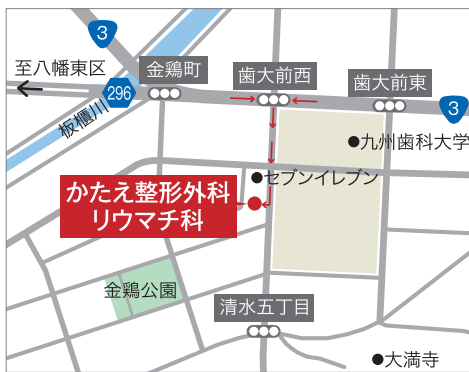 3
至八幡東区
296
金鶏町
歯大前西
歯大前東
3
板櫃川
九州歯科大学
セブンイレブン
かたえ整形外科
リウマチ科
金鶏公園
清水五丁目
大満寺